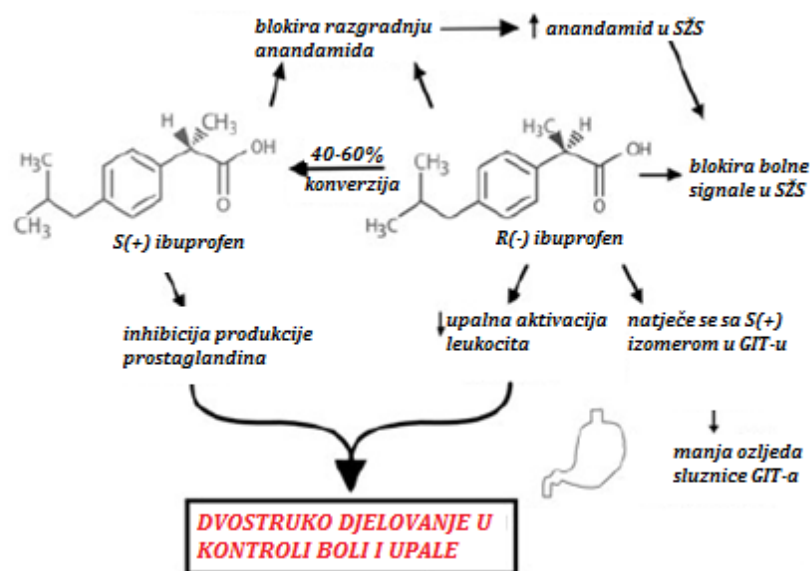 blokira razgradnju
anandamida
↑ anandamid u SŽS
H
CH₃
OH
O
H₃C
CH₃
S(+) ibuprofen
40-60%
konverzija
H₃C
H
OH
O
CH₃
H₃C
R(-) ibuprofen
blokira bolne
signale u SŽS
inhibicija produkcije
prostaglandina
↓ upalna aktivacija
leukocita
natječe se sa S(+)
izomerom u GIT-u
manja ozljeda
sluznice GIT-a
DVOSTRUKO DJELOVANJE U
KONTROLI BOLI I UPALE